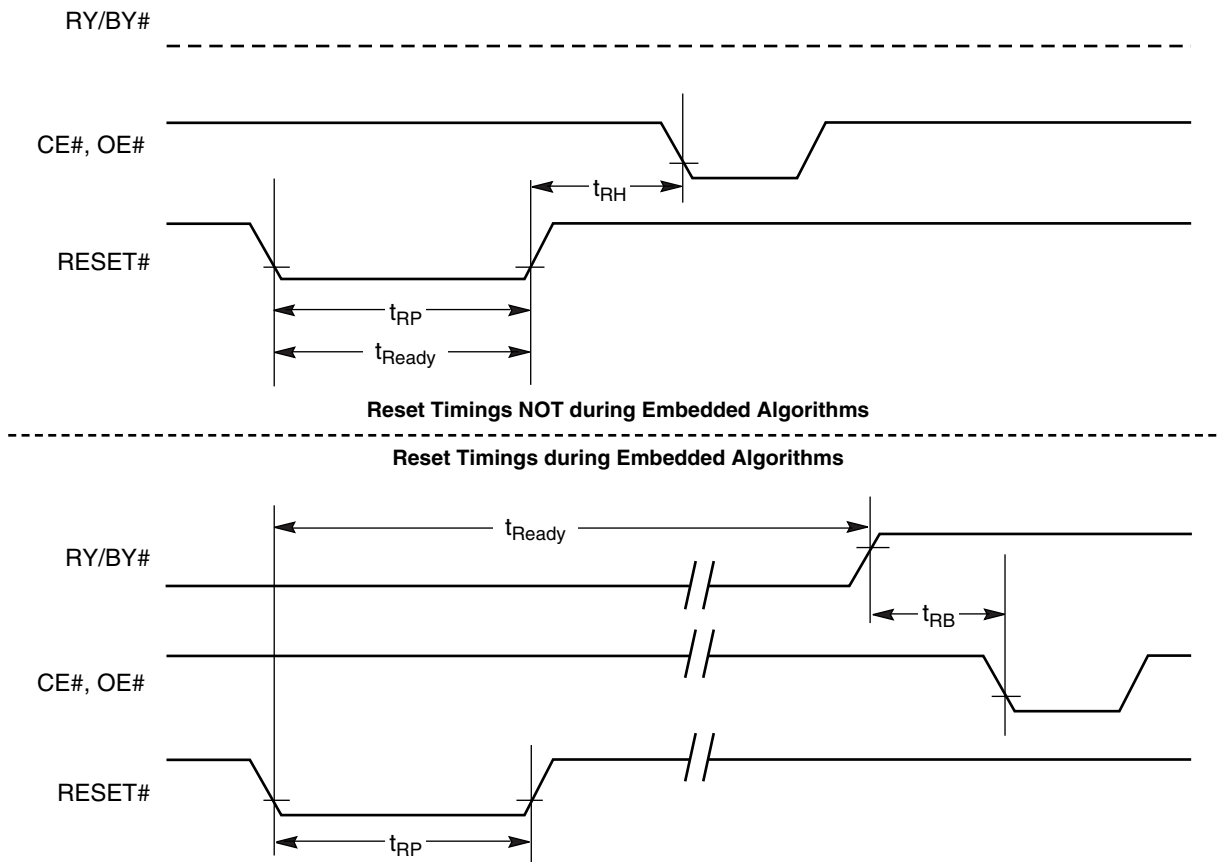 RY/BY#
CE#, OE#
tRH
RESET#
tRP
tReady
Reset Timings NOT during Embedded Algorithms
Reset Timings during Embedded Algorithms
tReady
RY/BY#
tRB
CE#, OE#
RESET#
tRP